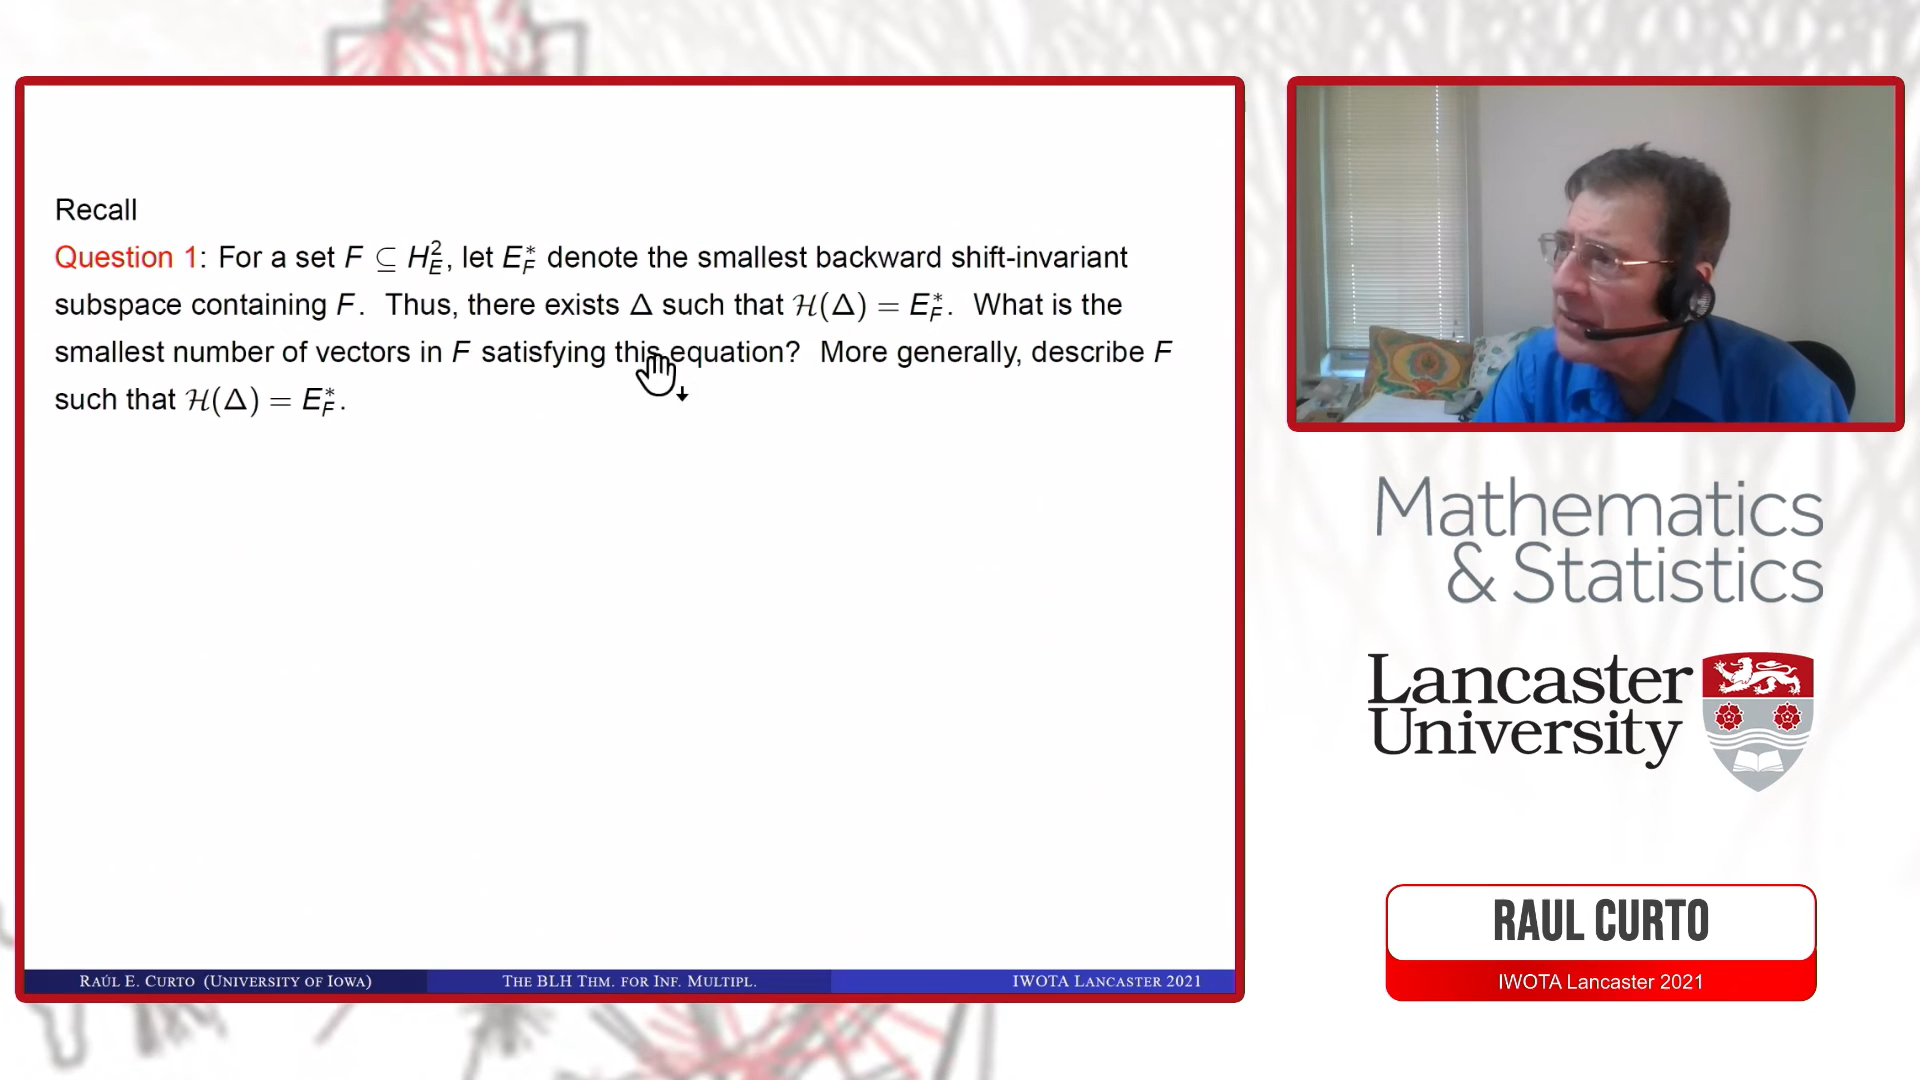 Recall
Question 1: For a set F ⊆ H²_E, let E*_F denote the smallest backward shift-invariant
subspace containing F. Thus, there exists Δ such that ℋ(Δ) = E*_F. What is the
smallest number of vectors in F satisfying this equation? More generally, describe F
such that ℋ(Δ) = E*_F.
RAÚL E. CURTO (UNIVERSITY OF IOWA)
THE BLH THM. FOR INF. MULTIPL.
IWOTA LANCASTER 2021
Mathematics
& Statistics
Lancaster
University
RAUL CURTO
IWOTA Lancaster 2021